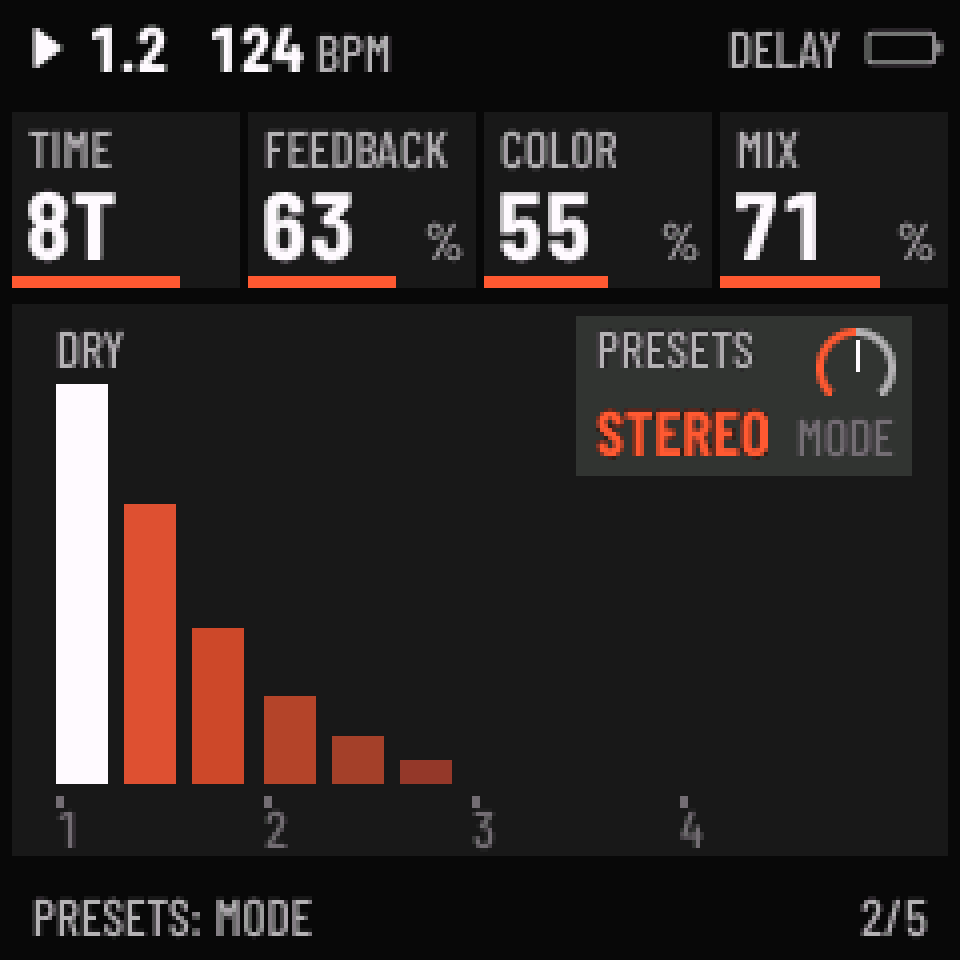 1.2 124 BPM DELAY
TIME FEEDBACK COLOR MIX
8T 63 % 55 % 71 %
DRY PRESETS
STEREO MODE
1 2 3 4
PRESETS: MODE 2/5